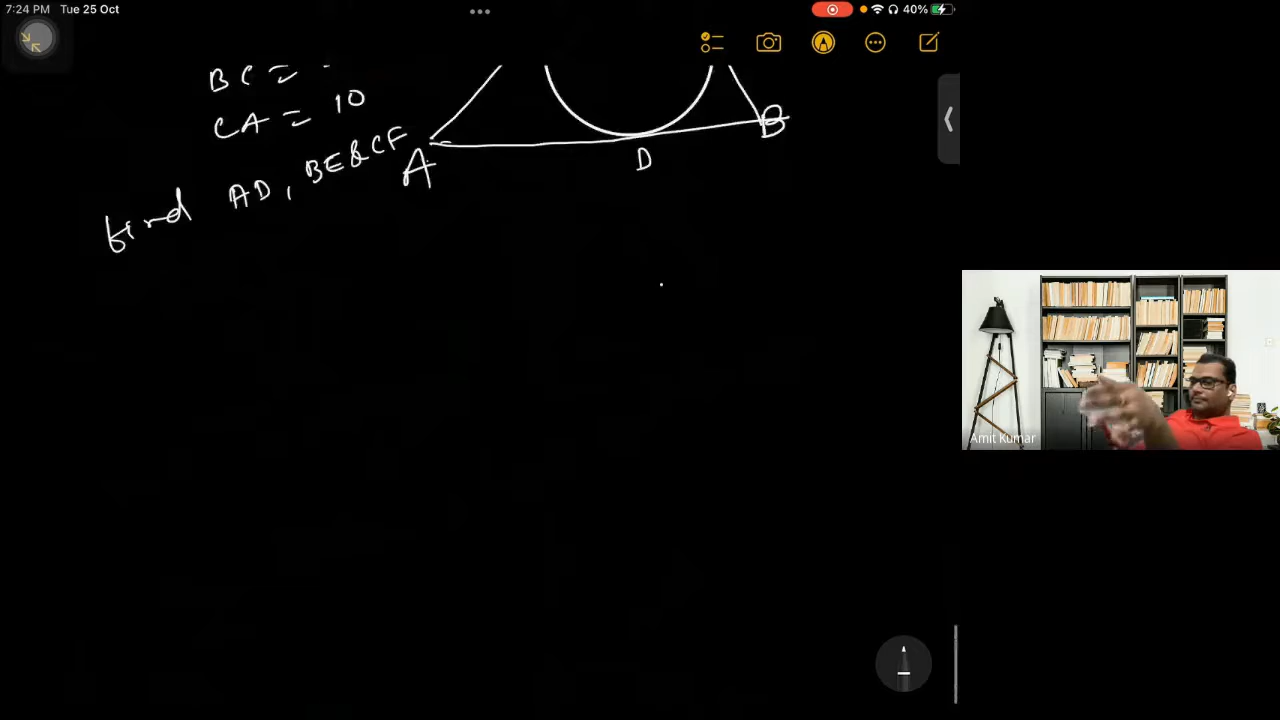 7:24 PM Tue 25 Oct
40%
BC =
CA = 10
find AD, BE & CF
A
B
D
Amit Kumar